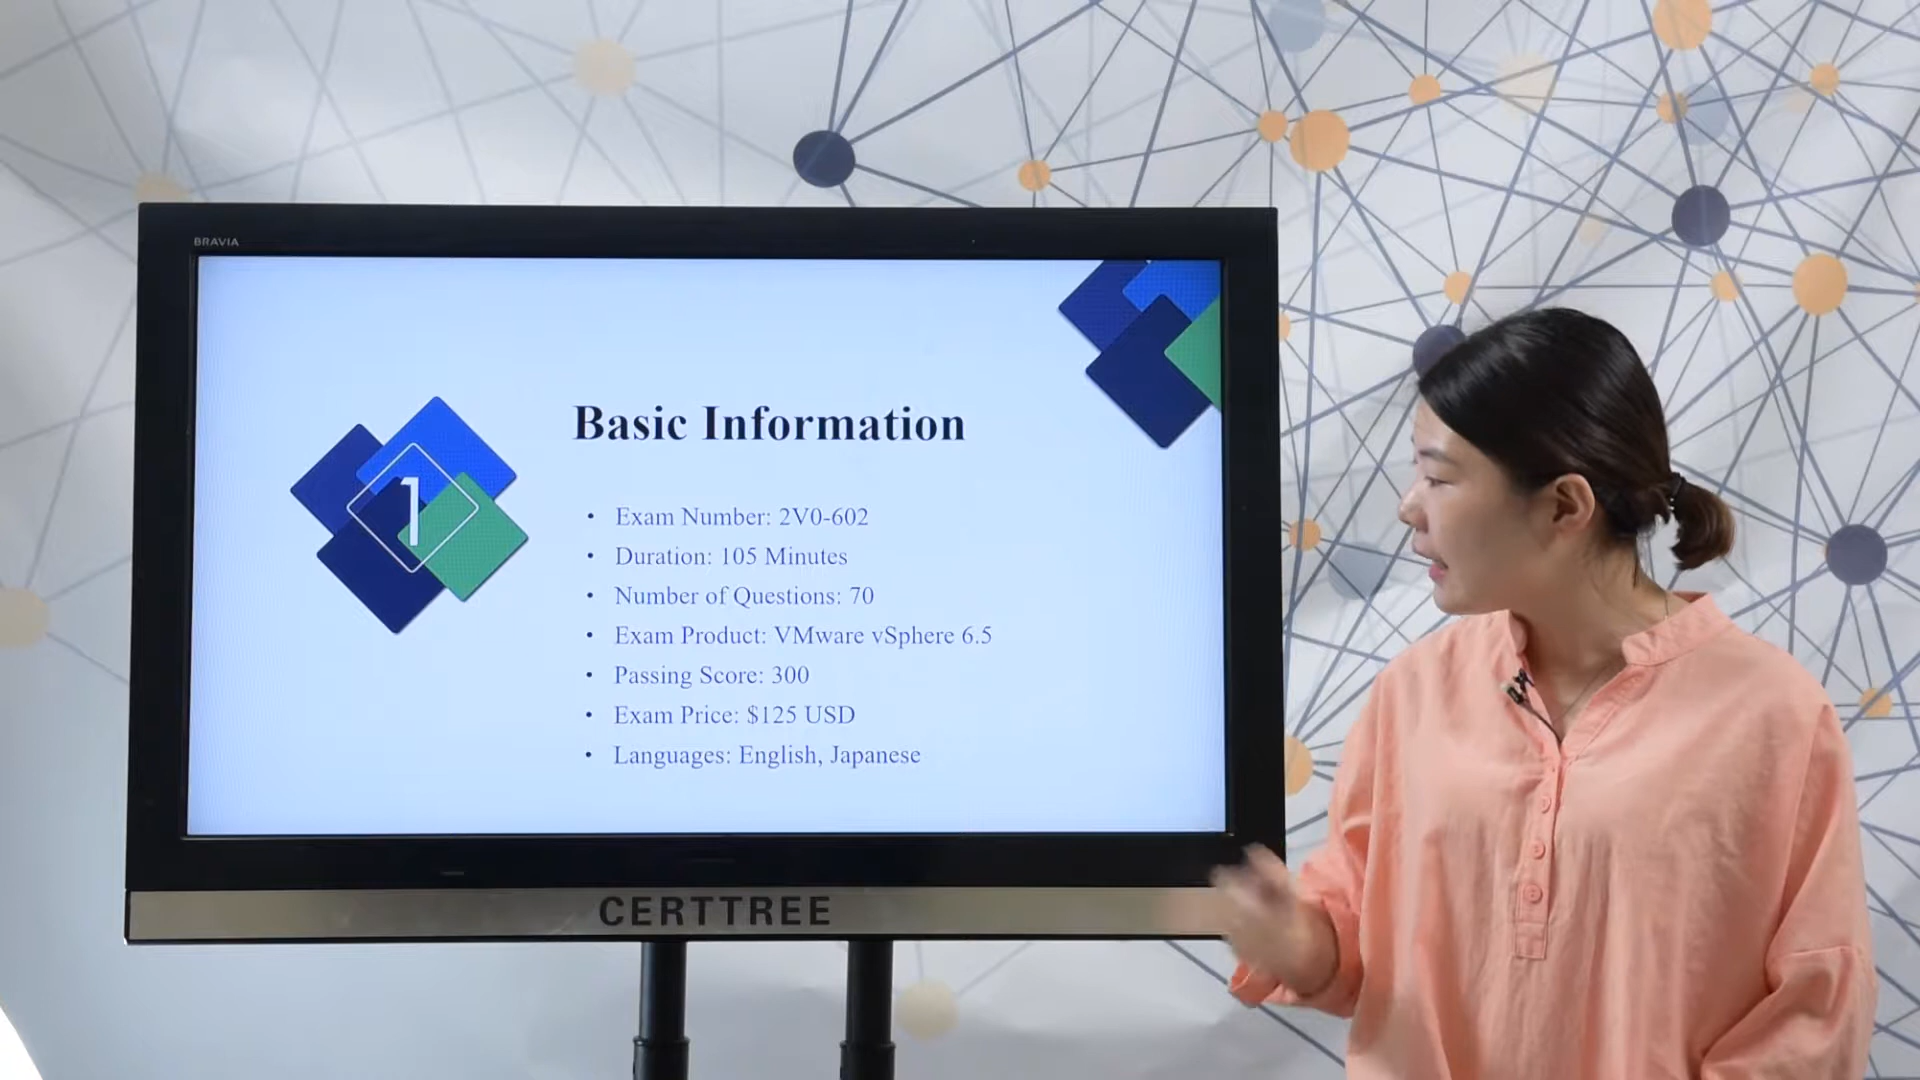 BRAVIA
1
Basic Information
• Exam Number: 2V0-602
• Duration: 105 Minutes
• Number of Questions: 70
• Exam Product: VMware vSphere 6.5
• Passing Score: 300
• Exam Price: $125 USD
• Languages: English, Japanese
CERTTREE